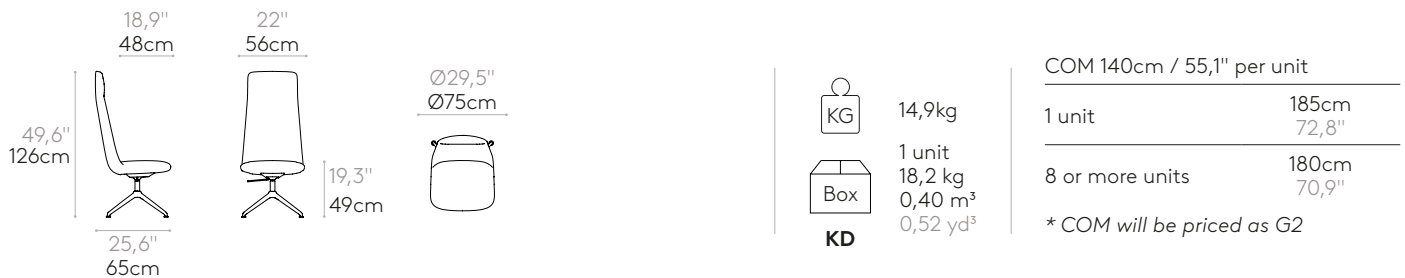 18,9"
48cm
22"
56cm
Ø29,5"
Ø75cm
49,6"
126cm
19,3"
49cm
25,6"
65cm
KG
14,9kg
Box
KD
1 unit
18,2 kg
0,40 m³
0,52 yd³
COM 140cm / 55,1" per unit
1 unit
185cm
72,8"
8 or more units
180cm
70,9"
* COM will be priced as G2